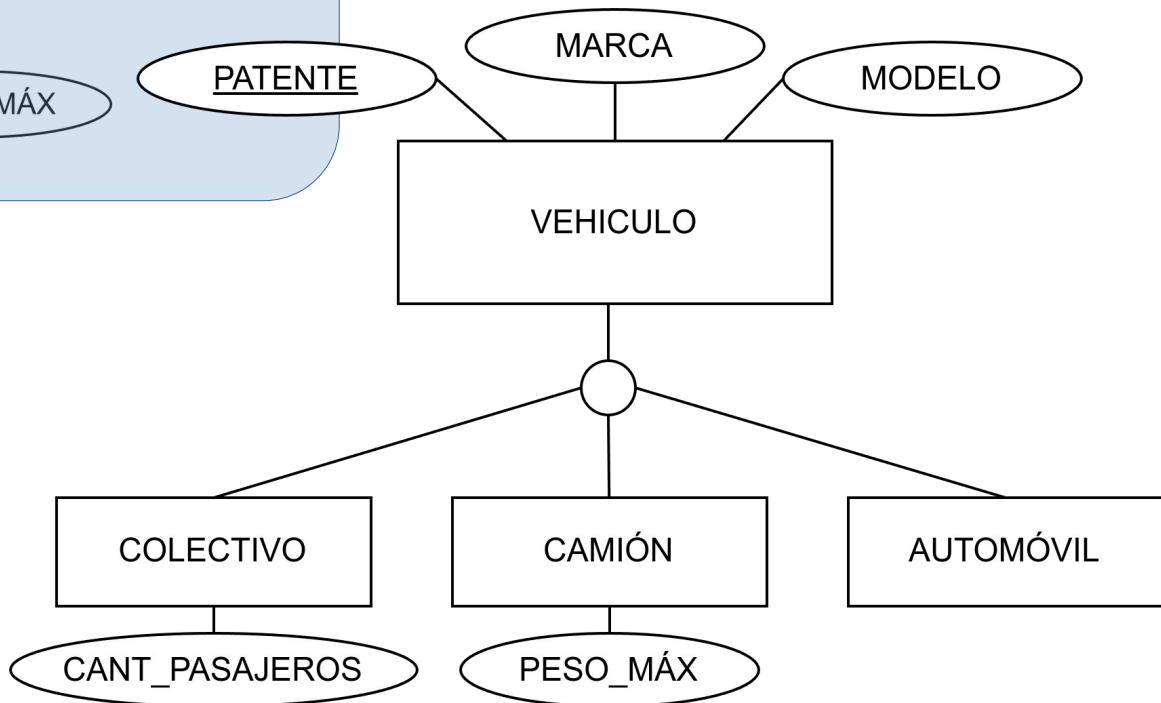 MARCA
PATENTE
MODELO
MÁX
VEHICULO
COLECTIVO
CAMIÓN
AUTOMÓVIL
CANT_PASAJEROS
PESO_MÁX